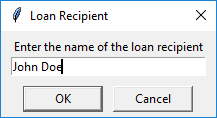 Loan Recipient
Enter the name of the loan recipient
John Doe
OK
Cancel